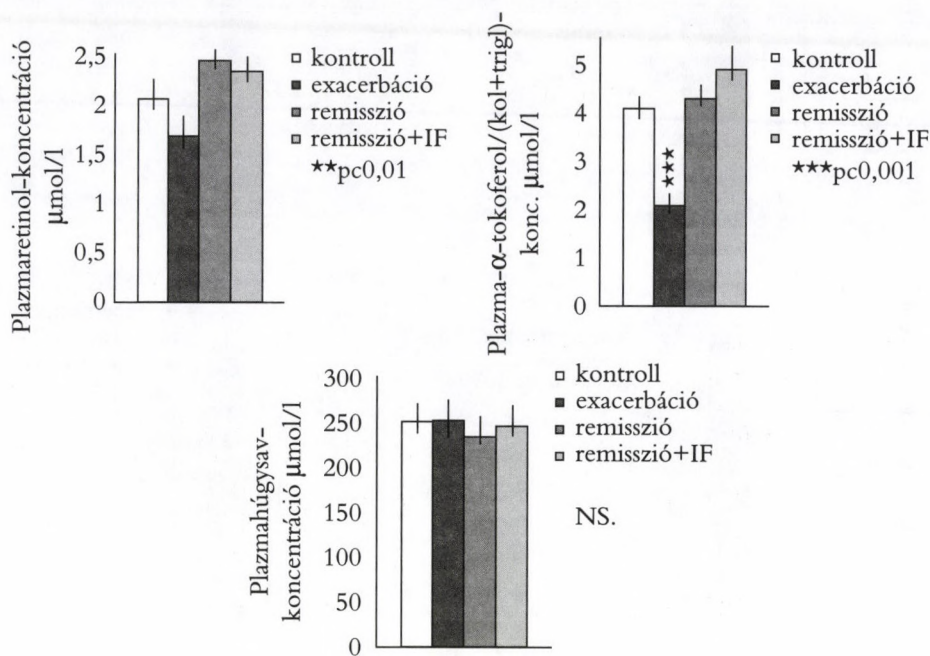 Plazmaretinol-koncentráció
μmol/l
2,5
2
1,5
1
0,5
0
kontroll
exacerbáció
remisszió
remisszió+IF
★★pc0,01
Plazma-α-tokoferol/(kol+trigl)-
konc. μmol/l
5
4
3
2
1
0
★★★
kontroll
exacerbáció
remisszió
remisszió+IF
★★★pc0,001
Plazmahúgysav-
koncentráció μmol/l
300
250
200
150
100
50
0
kontroll
exacerbáció
remisszió
remisszió+IF
NS.